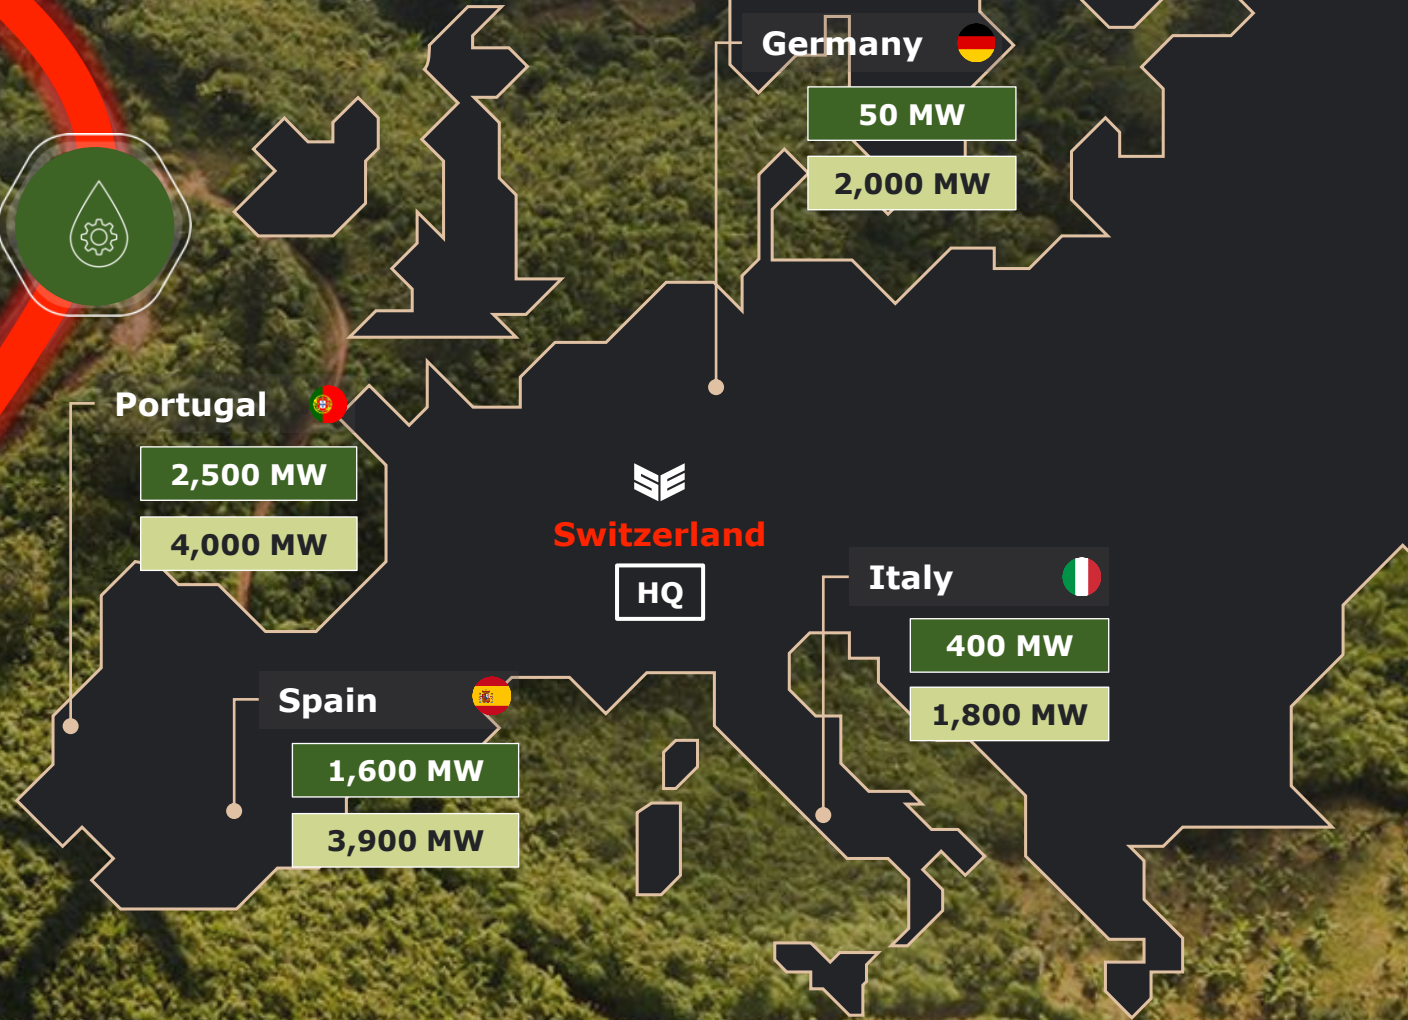 Germany
50 MW
2,000 MW
Portugal
2,500 MW
4,000 MW
SE
Switzerland
HQ
Italy
400 MW
1,800 MW
Spain
1,600 MW
3,900 MW